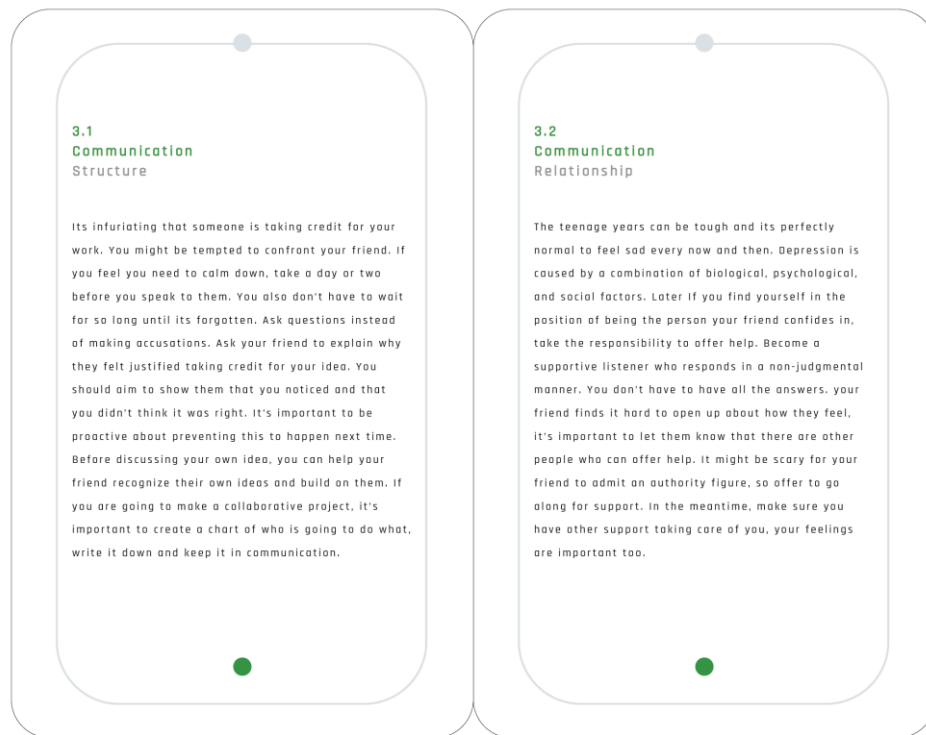 3.1
Communication
Structure
Its infuriating that someone is taking credit for your
work. You might be tempted to confront your friend. If
you feel you need to calm down, take a day or two
before you speak to them. You also don't have to wait
for so long until its forgotten. Ask questions instead
of making accusations. Ask your friend to explain why
they felt justified taking credit for your idea. You
should aim to show them that you noticed and that
you didn't think it was right. It's important to be
proactive about preventing this to happen next time.
Before discussing your own idea, you can help your
friend recognize their own ideas and build on them. If
you are going to make a collaborative project, it's
important to create a chart of who is going to do what,
write it down and keep it in communication.
3.2
Communication
Relationship
The teenage years can be tough and its perfectly
normal to feel sad every now and then. Depression is
caused by a combination of biological, psychological,
and social factors. Later If you find yourself in the
position of being the person your friend confides in,
take the responsibility to offer help. Become a
supportive listener who responds in a non-judgmental
manner. You don't have to have all the answers. your
friend finds it hard to open up about how they feel,
it's important to let them know that there are other
people who can offer help. It might be scary for your
friend to admit an authority figure, so offer to go
along for support. In the meantime, make sure you
have other support taking care of you, your feelings
are important too.